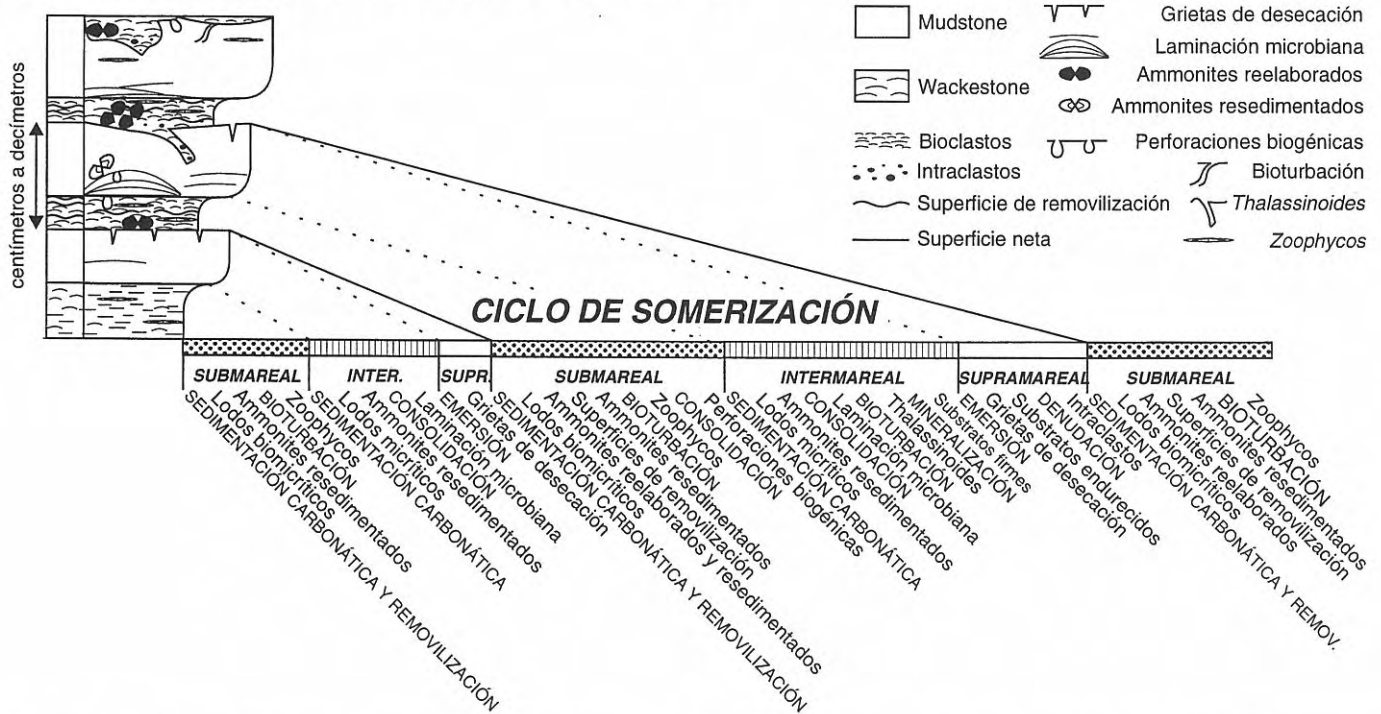 Mudstone
Wackestone
Bioclastos
Intraclastos
Superficie de removilización
Superficie neta
Grietas de desecación
Laminación microbiana
Ammonites reelaborados
Ammonites resedimentados
Perforaciones biogénicas
Bioturbación
Thalassinoides
Zoophycos
centímetros a decímetros
CICLO DE SOMERIZACIÓN
SUBMAREAL
INTER.
SUPR.
SUBMAREAL
INTERMAREAL
SUPRAMAREAL
SUBMAREAL
SEDIMENTACIÓN CARBONÁTICA Y REMOVILIZACIÓN
Lodos biomicríticos
Ammonites resedimentados
BIOTURBACIÓN
Zoophycos
SEDIMENTACIÓN CARBONÁTICA
Lodos micríticos
Ammonites resedimentados
CONSOLIDACIÓN
Laminación microbiana
EMERSIÓN
Grietas de desecación
SEDIMENTACIÓN CARBONÁTICA Y REMOVILIZACIÓN
Lodos biomicríticos
Ammonites reelaborados y resedimentados
Superficies de removilización
Ammonites resedimentados
BIOTURBACIÓN
Zoophycos
CONSOLIDACIÓN
Perforaciones biogénicas
SEDIMENTACIÓN CARBONÁTICA
Lodos micríticos
Ammonites resedimentados
CONSOLIDACIÓN
Laminación microbiana
BIOTURBACIÓN
Thalassinoides
MINERALIZACIÓN
Substratos firmes
EMERSIÓN
Grietas de desecación
Substratos endurecidos
DENUDACIÓN
Intraclastos
SEDIMENTACIÓN CARBONÁTICA Y REMOV.
Lodos biomicríticos
Ammonites reelaborados
Superficies de removilización
Ammonites resedimentados
BIOTURBACIÓN
Zoophycos